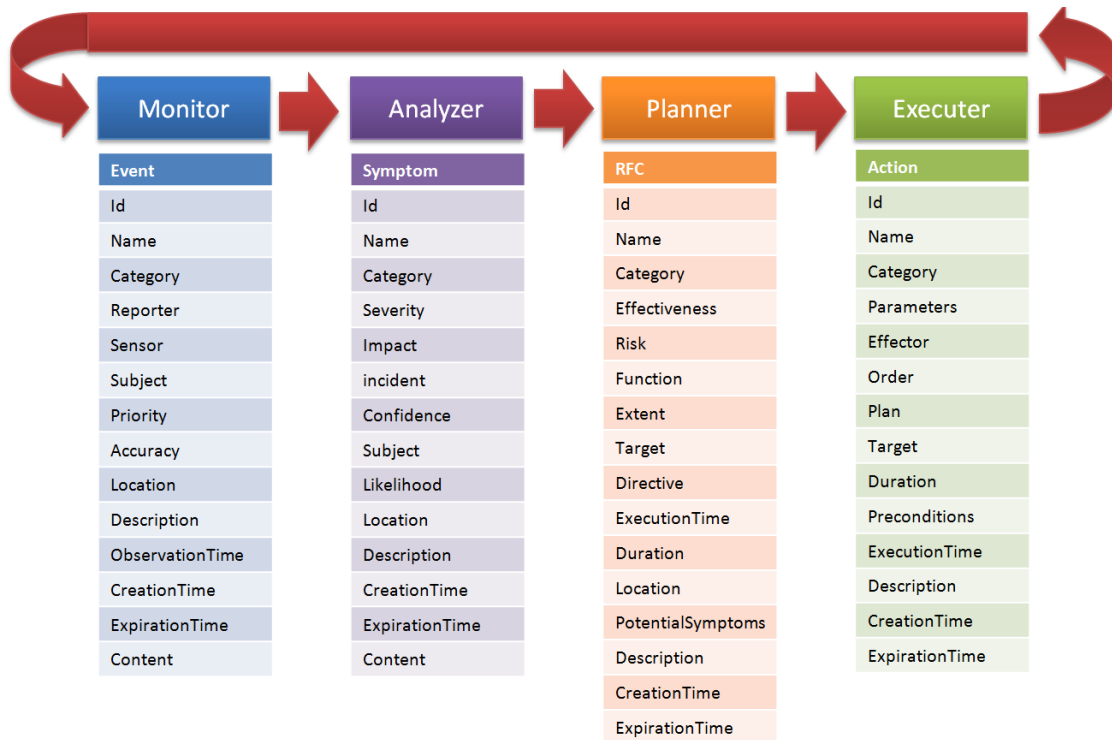 Monitor
Analyzer
Planner
Executer
Event
Id
Name
Category
Reporter
Sensor
Subject
Priority
Accuracy
Location
Description
ObservationTime
CreationTime
ExpirationTime
Content
Symptom
Id
Name
Category
Severity
Impact
incident
Confidence
Subject
Likelihood
Location
Description
CreationTime
ExpirationTime
Content
RFC
Id
Name
Category
Effectiveness
Risk
Function
Extent
Target
Directive
ExecutionTime
Duration
Location
PotentialSymptoms
Description
CreationTime
ExpirationTime
Action
Id
Name
Category
Parameters
Effector
Order
Plan
Target
Duration
Preconditions
ExecutionTime
Description
CreationTime
ExpirationTime